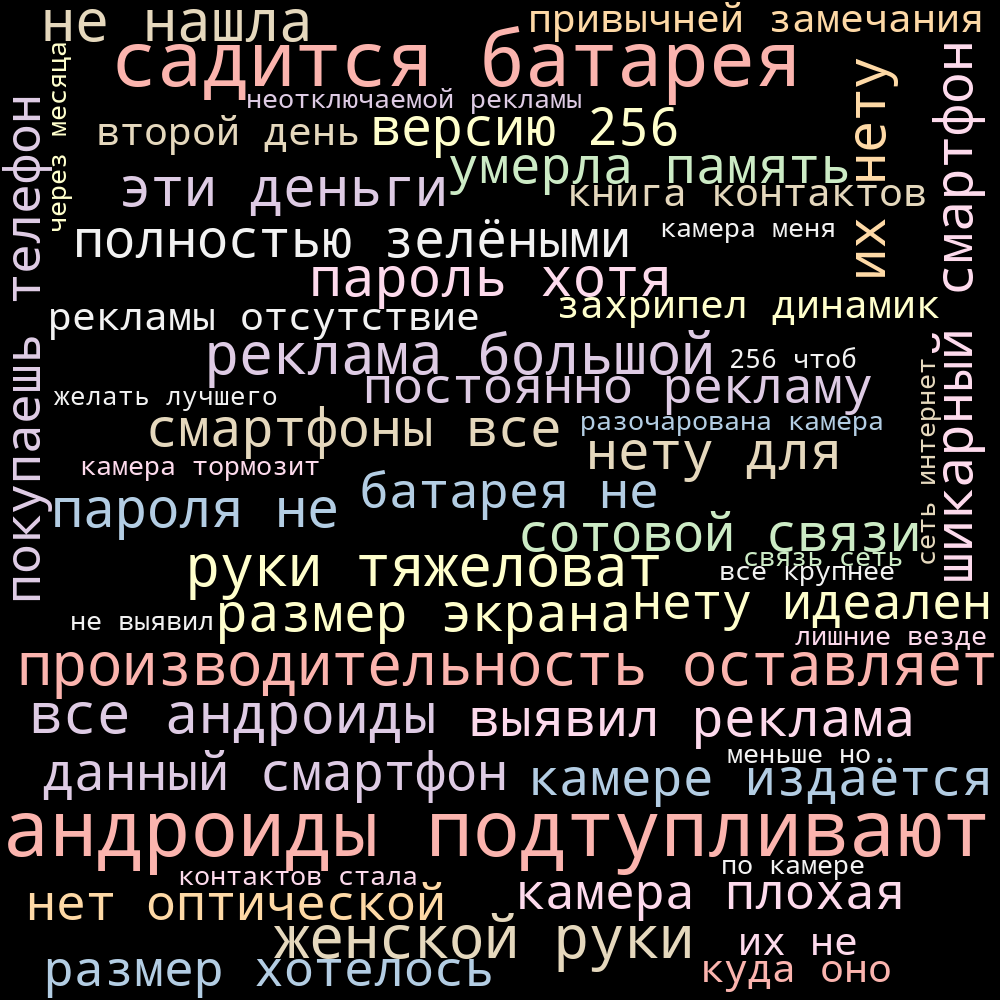 не нашла
привычней замечания
садится батарея
через месяца
неотключаемой рекламы
покупаешь телефон
второй день
версию 256
их нету
шикарный смартфон
умерла память
эти деньги
книга контактов
полностью зелёными
камера меня
пароль хотя
захрипел динамик
рекламы отсутствие
реклама большой
256 чтоб
постоянно рекламу
желать лучшего
смартфоны все
разочарована камера
сеть интернет
нету для
камера тормозит
батарея не
пароля не
сотовой связи
связь сеть
руки тяжеловат
все крупнее
нету идеален
размер экрана
не выявил
лишние везде
производительность оставляет
все андроиды
выявил реклама
меньше но
данный смартфон
камере издаётся
андроиды подтупливают
по камере
контактов стала
камера плохая
нет оптической
женской руки
их не
размер хотелось
куда оно